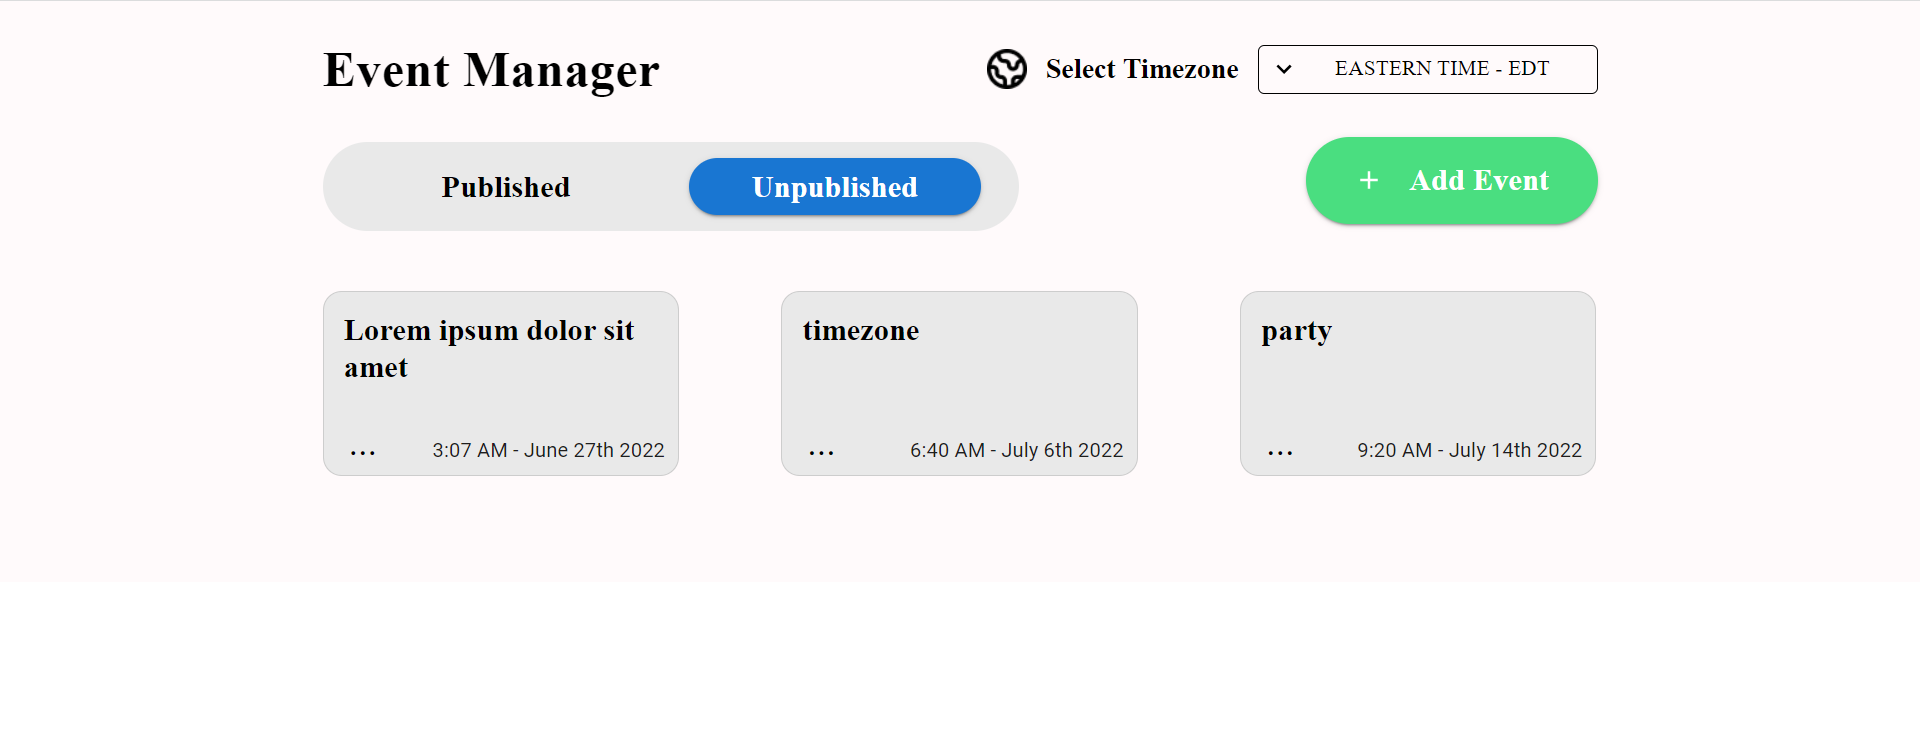 Event Manager
Select Timezone
EASTERN TIME - EDT
Published
Unpublished
+ Add Event
Lorem ipsum dolor sit
amet
... 3:07 AM - June 27th 2022
timezone
... 6:40 AM - July 6th 2022
party
... 9:20 AM - July 14th 2022